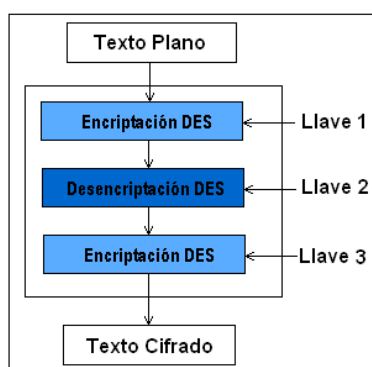 Texto Plano
Encriptación DES
Llave 1
Desencriptación DES
Llave 2
Encriptación DES
Llave 3
Texto Cifrado